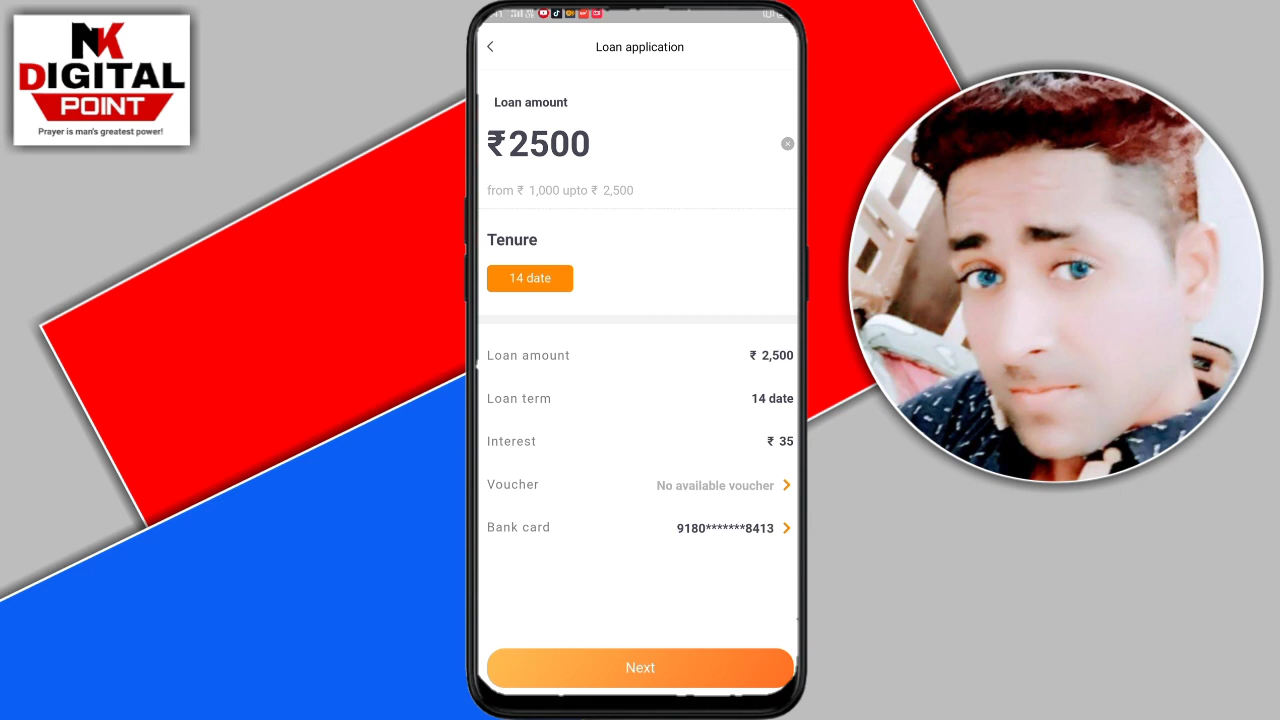 NK
DIGITAL
POINT
Prayer is man's greatest power!
Loan application
Loan amount
₹2500
from ₹ 1,000 upto ₹ 2,500
Tenure
14 date
Loan amount ₹ 2,500
Loan term 14 date
Interest ₹ 35
Voucher No available voucher
Bank card 9180*******8413
Next